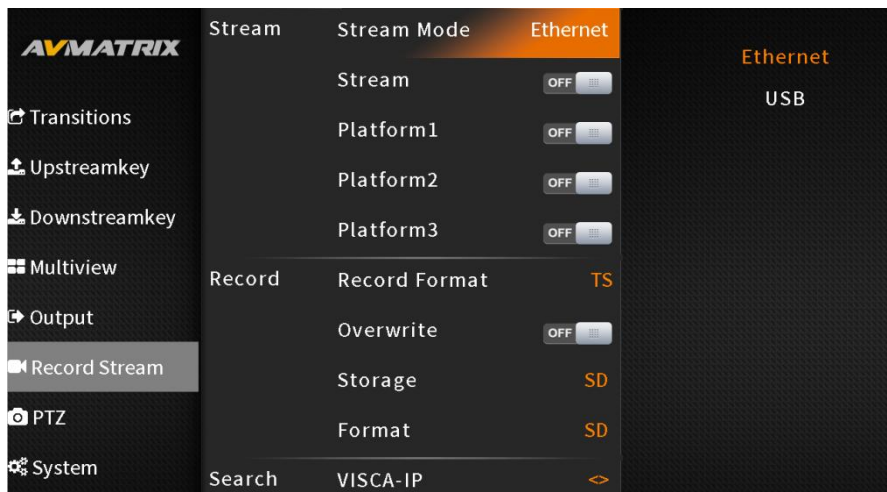 AVMATRIX
Transitions
Upstreamkey
Downstreamkey
Multiview
Output
Record Stream
PTZ
System
Stream Stream Mode Ethernet
Stream OFF
Platform1 OFF
Platform2 OFF
Platform3 OFF
Record Record Format TS
Overwrite OFF
Storage SD
Format SD
Search VISCA-IP <>
Ethernet
USB